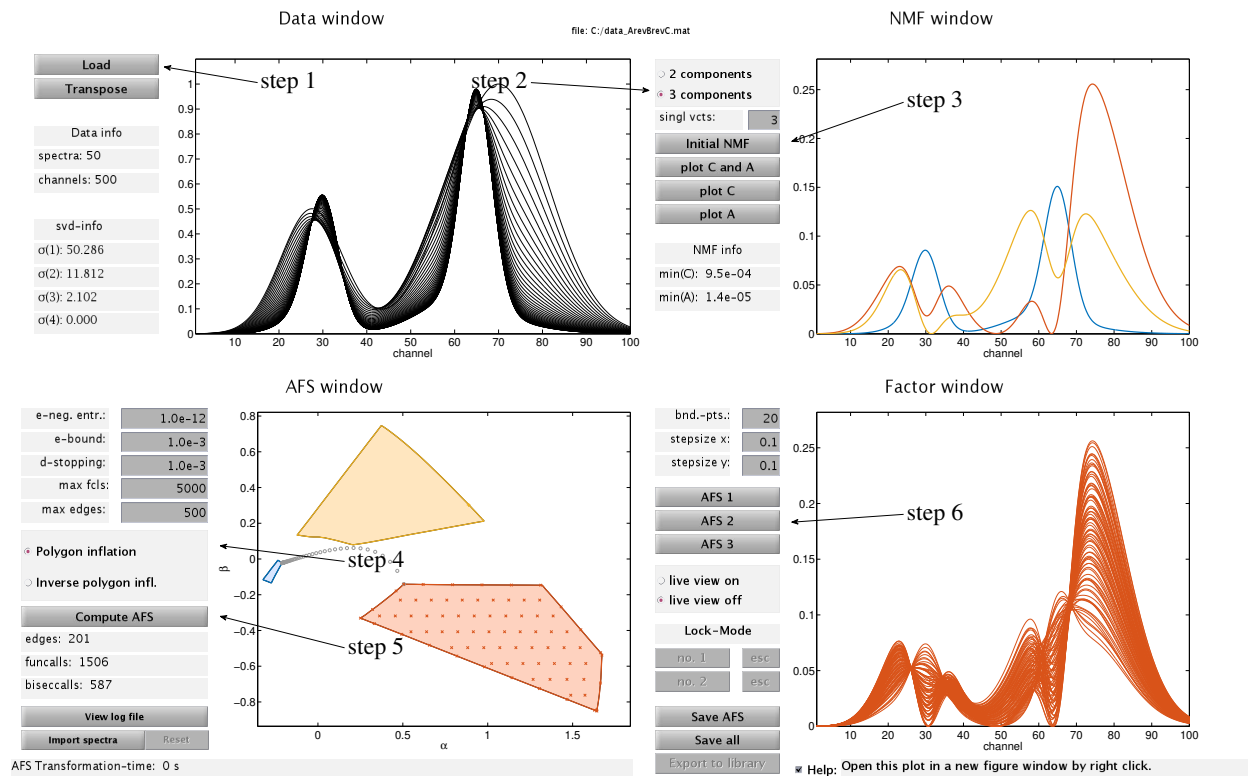 Data window
NMF window
file: C:/data_ArevBrevC.mat
Load
Transpose
step 1
step 2
Data info
spectra: 50
channels: 500
svd-info
σ(1): 50.286
σ(2): 11.812
σ(3): 2.102
σ(4): 0.000
1
0.9
0.8
0.7
0.6
0.5
0.4
0.3
0.2
0.1
0
10 20 30 40 50 60 70 80 90 100
channel
2 components
3 components
singl vcts: 3
Initial NMF
plot C and A
plot C
plot A
NMF info
min(C): 9.5e-04
min(A): 1.4e-05
step 3
0.25
0.2
0.15
0.1
0.05
0
10 20 30 40 50 60 70 80 90 100
channel
AFS window
Factor window
e-neg. entr.: 1.0e-12
e-bound: 1.0e-3
d-stopping: 1.0e-3
max fcls: 5000
max edges: 500
Polygon inflation
Inverse polygon infl.
Compute AFS
edges: 201
funcalls: 1506
biseccalls: 587
View log file
Import spectra
Reset
AFS Transformation-time: 0 s
0.8
0.6
0.4
0.2
0
−0.2
−0.4
−0.6
−0.8
β
0 0.5 1 1.5
α
step 4
step 5
bnd.-pts.: 20
stepsize x: 0.1
stepsize y: 0.1
AFS 1
AFS 2
AFS 3
step 6
live view on
live view off
Lock-Mode
no. 1 esc
no. 2 esc
Save AFS
Save all
Export to library
0.25
0.2
0.15
0.1
0.05
0
10 20 30 40 50 60 70 80 90 100
channel
Help: Open this plot in a new figure window by right click.